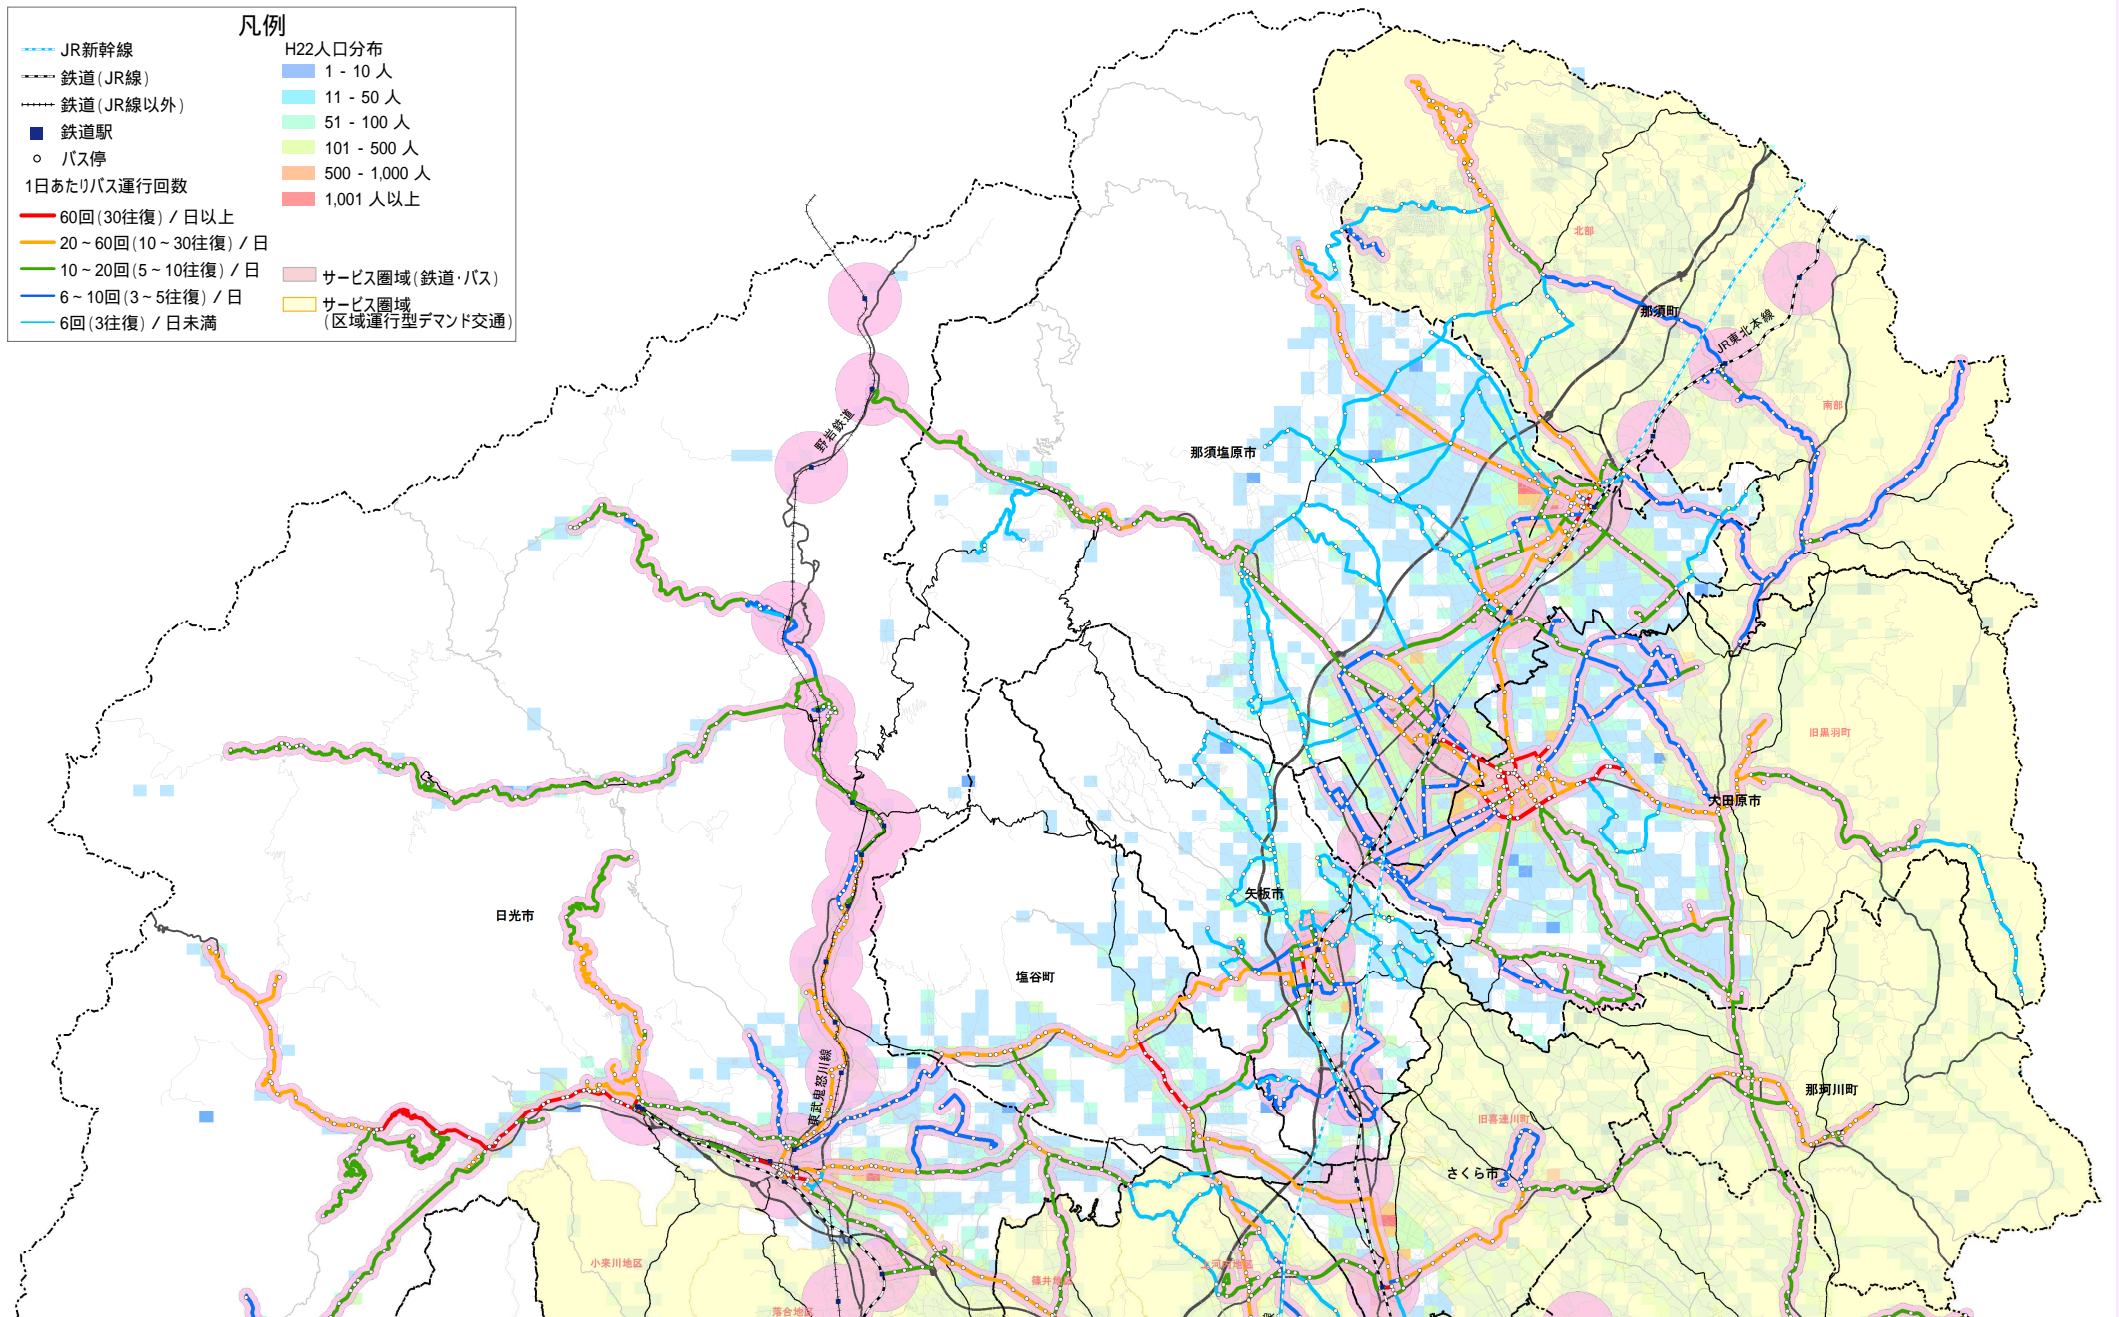 凡例
JR新幹線
鉄道(JR線)
鉄道(JR線以外)
鉄道駅
バス停
1日あたりバス運行回数
60回(30往復) / 日以上
20~60回(10~30往復) / 日
10~20回(5~10往復) / 日
6~10回(3~5往復) / 日
6回(3往復) / 日未満
H22人口分布
1 - 10 人
11 - 50 人
51 - 100 人
101 - 500 人
500 - 1,000 人
1,001 人以上
サービス圏域(鉄道・バス)
サービス圏域
(区域運行型デマンド交通)
北部
那須町
JR東北本線
南部
野岩鉄道
那須塩原市
旧黒羽町
大田原市
矢板市
日光市
塩谷町
東武鬼怒川線
那珂川町
旧喜連川町
さくら市
小来川地区
篠井地区
上河内地区
落合地区